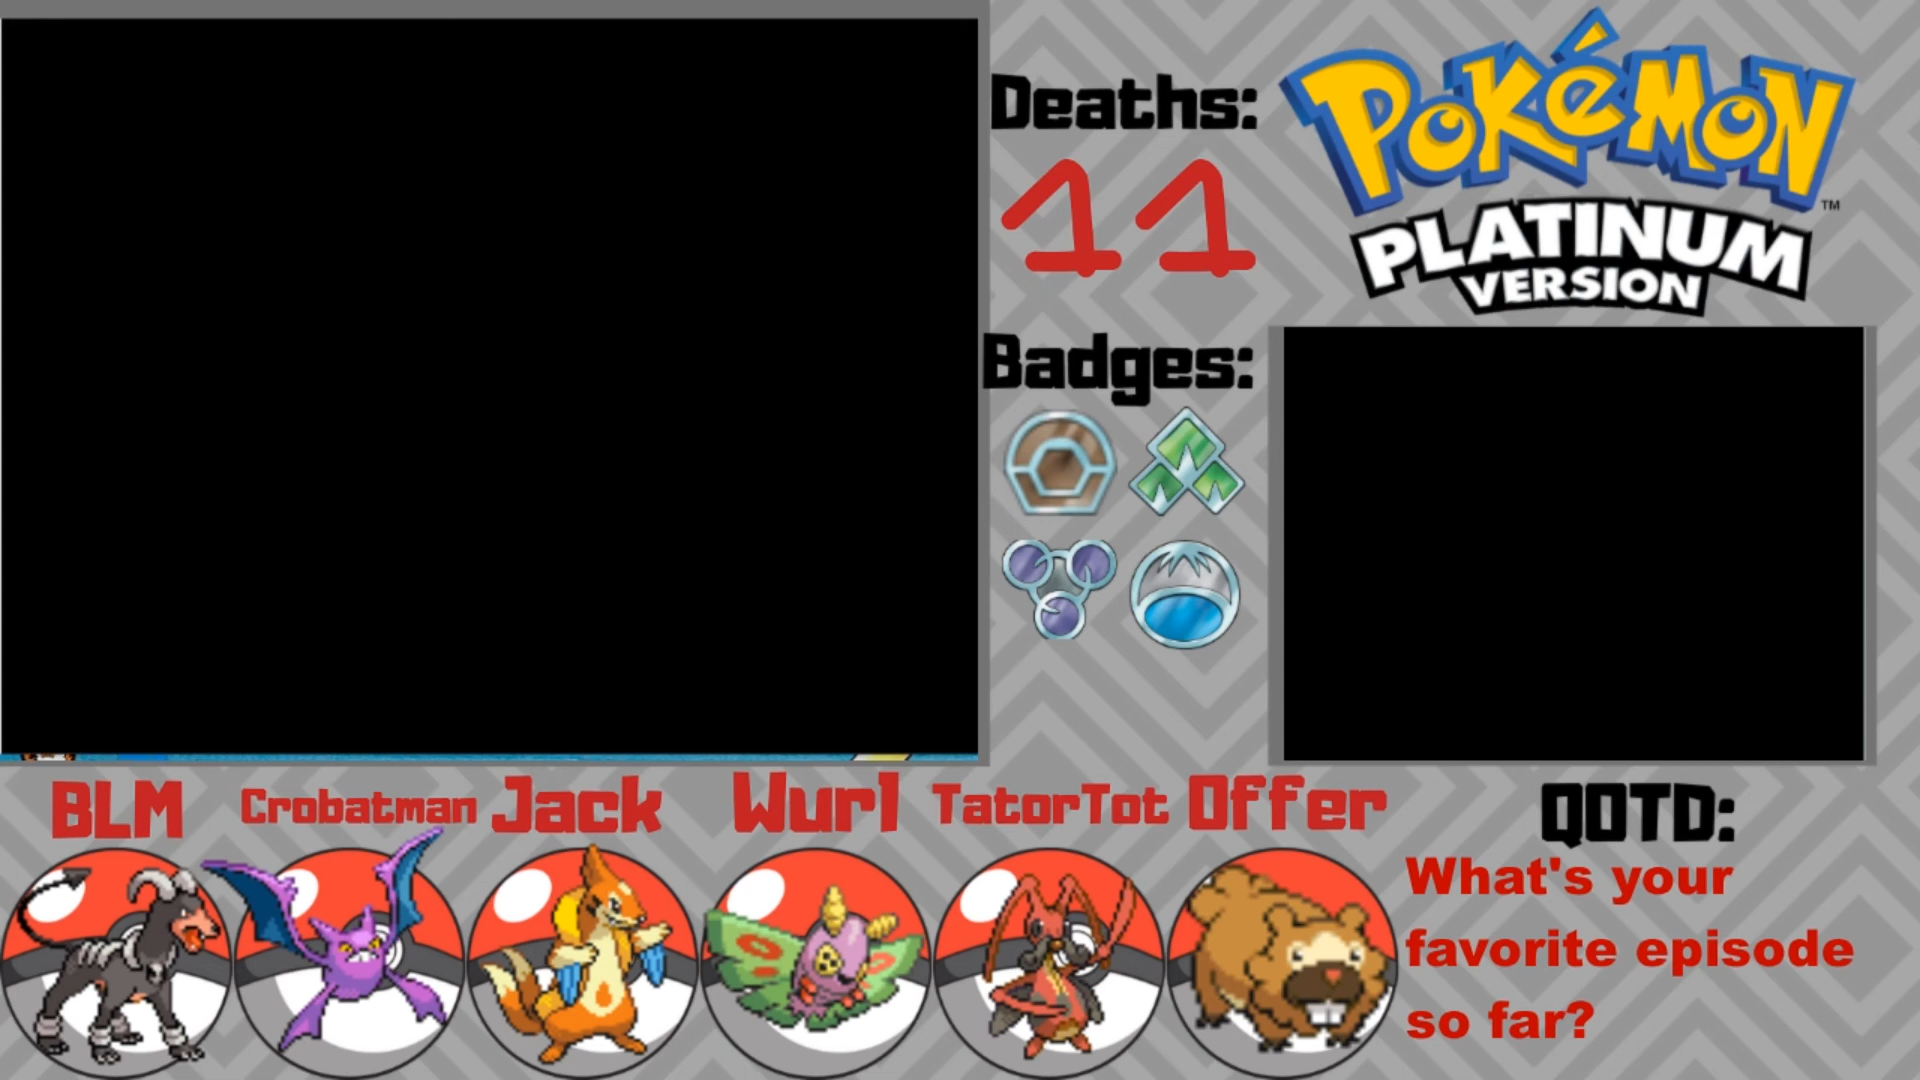 Deaths:
11
POKéMON
™
PLATINUM
VERSION
Badges:
BLM
Crobatman
Jack
Wurl
TatorTot
Offer
QOTD:
What's your
favorite episode
so far?